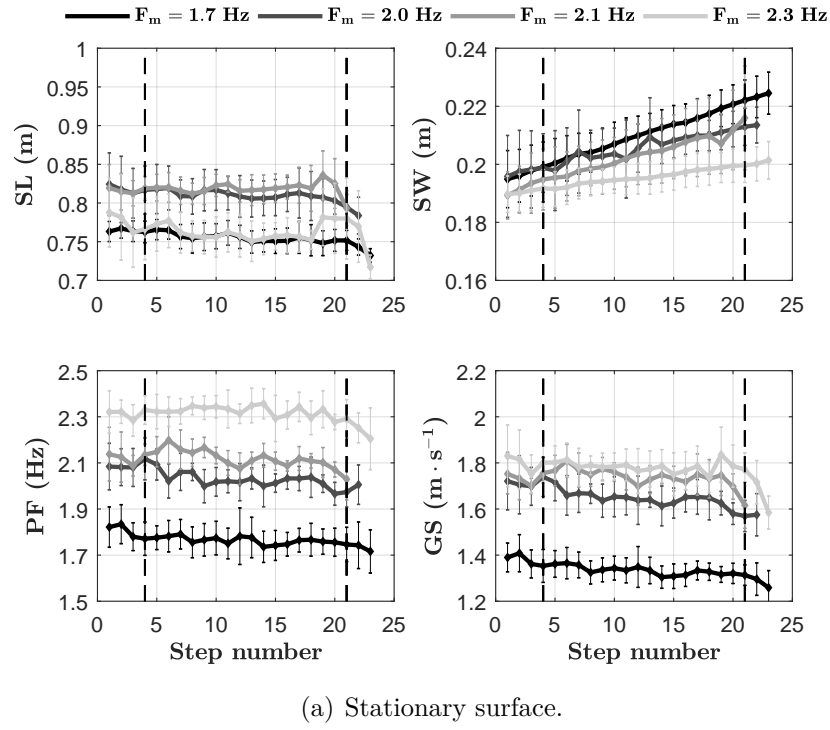 F_m = 1.7 Hz F_m = 2.0 Hz F_m = 2.1 Hz F_m = 2.3 Hz
SL (m)
1
0.95
0.9
0.85
0.8
0.75
0.7
0 5 10 15 20 25
SW (m)
0.24
0.22
0.2
0.18
0.16
0 5 10 15 20 25
PF (Hz)
2.5
2.3
2.1
1.9
1.7
1.5
0 5 10 15 20 25
Step number
GS (m · s⁻¹)
2.2
2
1.8
1.6
1.4
1.2
0 5 10 15 20 25
Step number
(a) Stationary surface.